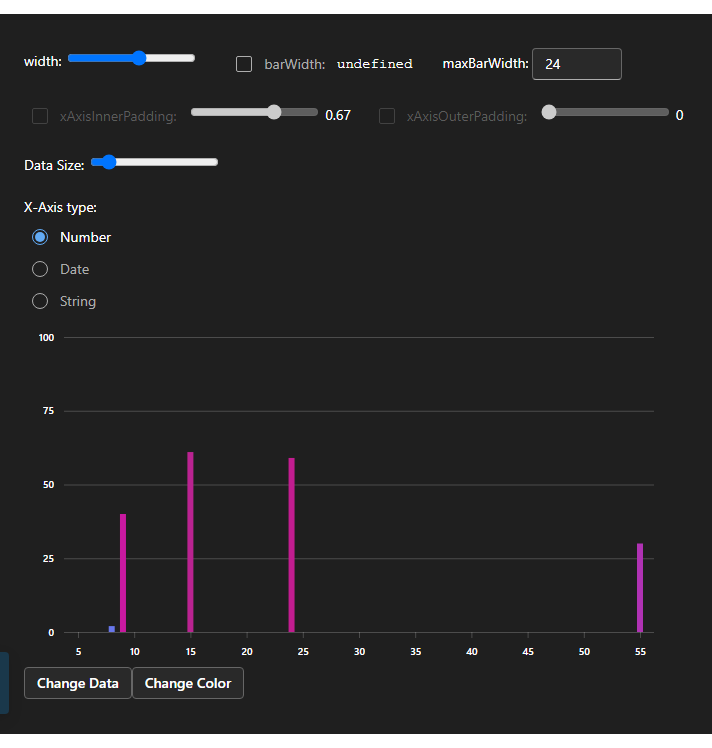 width: barWidth: undefined maxBarWidth: 24
xAxisInnerPadding: 0.67 xAxisOuterPadding: 0
Data Size:
X-Axis type:
Number
Date
String
100
75
50
25
0
5 10 15 20 25 30 35 40 45 50 55
Change Data Change Color